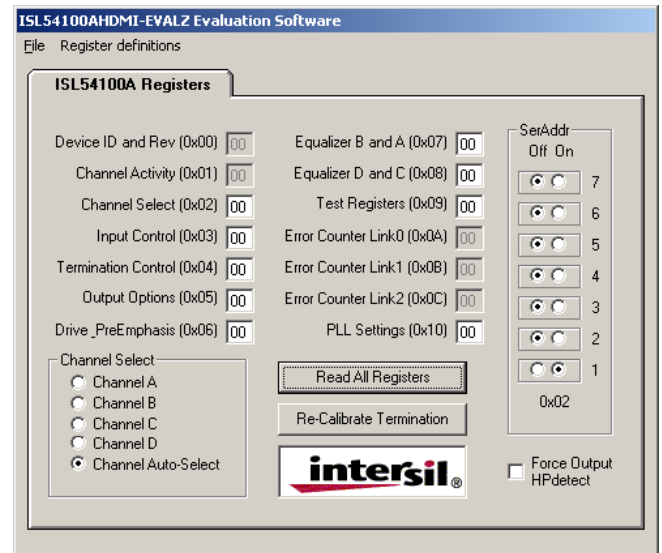 ISL54100AHDMI-EVALZ Evaluation Software
File Register definitions
ISL54100A Registers
Device ID and Rev (0x00) 00
Channel Activity (0x01) 00
Channel Select (0x02) 00
Input Control (0x03) 00
Termination Control (0x04) 00
Output Options (0x05) 00
Drive_PreEmphasis (0x06) 00
Equalizer B and A (0x07) 00
Equalizer D and C (0x08) 00
Test Registers (0x09) 00
Error Counter Link0 (0x0A) 00
Error Counter Link1 (0x0B) 00
Error Counter Link2 (0x0C) 00
PLL Settings (0x10) 00
SerAddr
Off On
7
6
5
4
3
2
1
0x02
Channel Select
Channel A
Channel B
Channel C
Channel D
Channel Auto-Select
Read All Registers
Re-Calibrate Termination
intersil®
Force Output
HPdetect